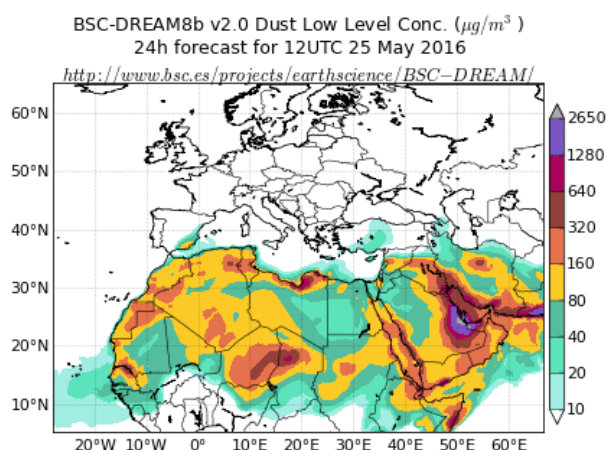 BSC-DREAM8b v2.0 Dust Low Level Conc. (μg/m³ )
24h forecast for 12UTC 25 May 2016
http://www.bsc.es/projects/earthscience/BSC−DREAM/
60°N
50°N
40°N
30°N
20°N
10°N
20°W
10°W
0°
10°E
20°E
30°E
40°E
50°E
60°E
2650
1280
640
320
160
80
40
20
10